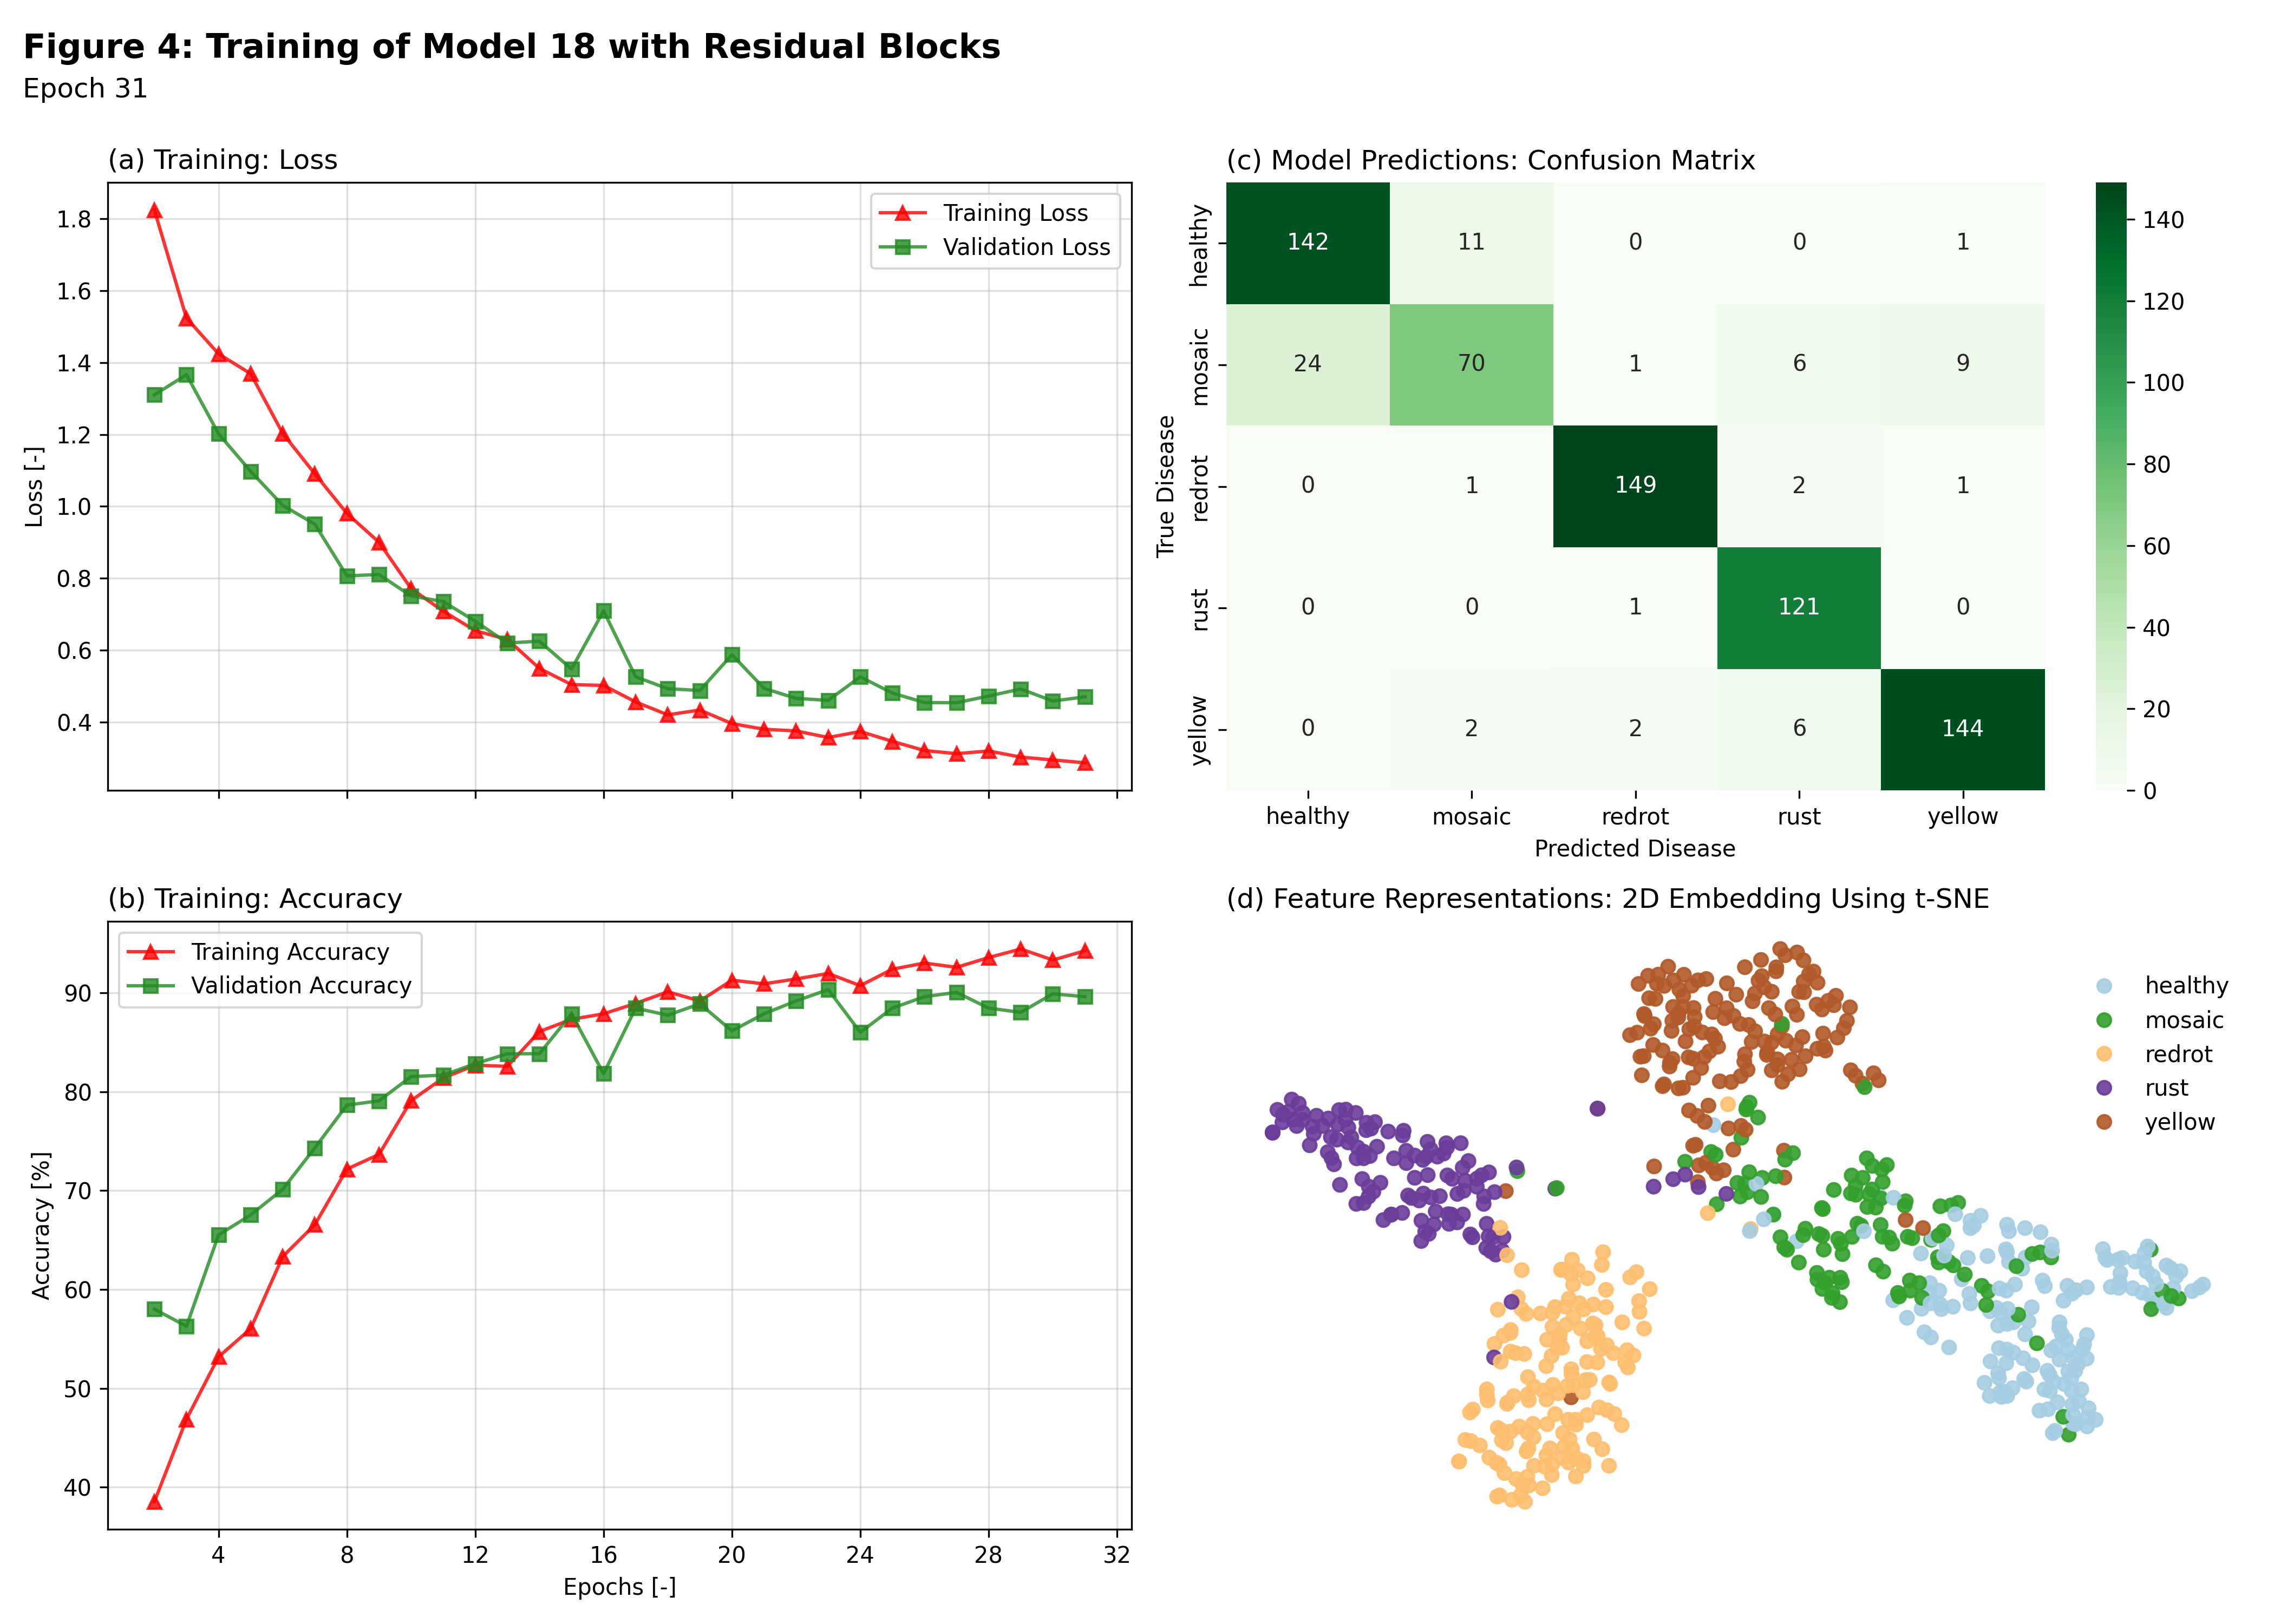 Figure 4: Training of Model 18 with Residual Blocks
Epoch 31
(a) Training: Loss
Training Loss
Validation Loss
1.8
1.6
1.4
1.2
1.0
0.8
0.6
0.4
Loss [-]
(c) Model Predictions: Confusion Matrix
healthy 142 11 0 0 1
mosaic 24 70 1 6 9
redrot 0 1 149 2 1
rust 0 0 1 121 0
yellow 0 2 2 6 144
True Disease
healthy mosaic redrot rust yellow
Predicted Disease
140
120
100
80
60
40
20
0
(b) Training: Accuracy
Training Accuracy
Validation Accuracy
90
80
70
60
50
40
Accuracy [%]
4 8 12 16 20 24 28 32
Epochs [-]
(d) Feature Representations: 2D Embedding Using t-SNE
healthy
mosaic
redrot
rust
yellow